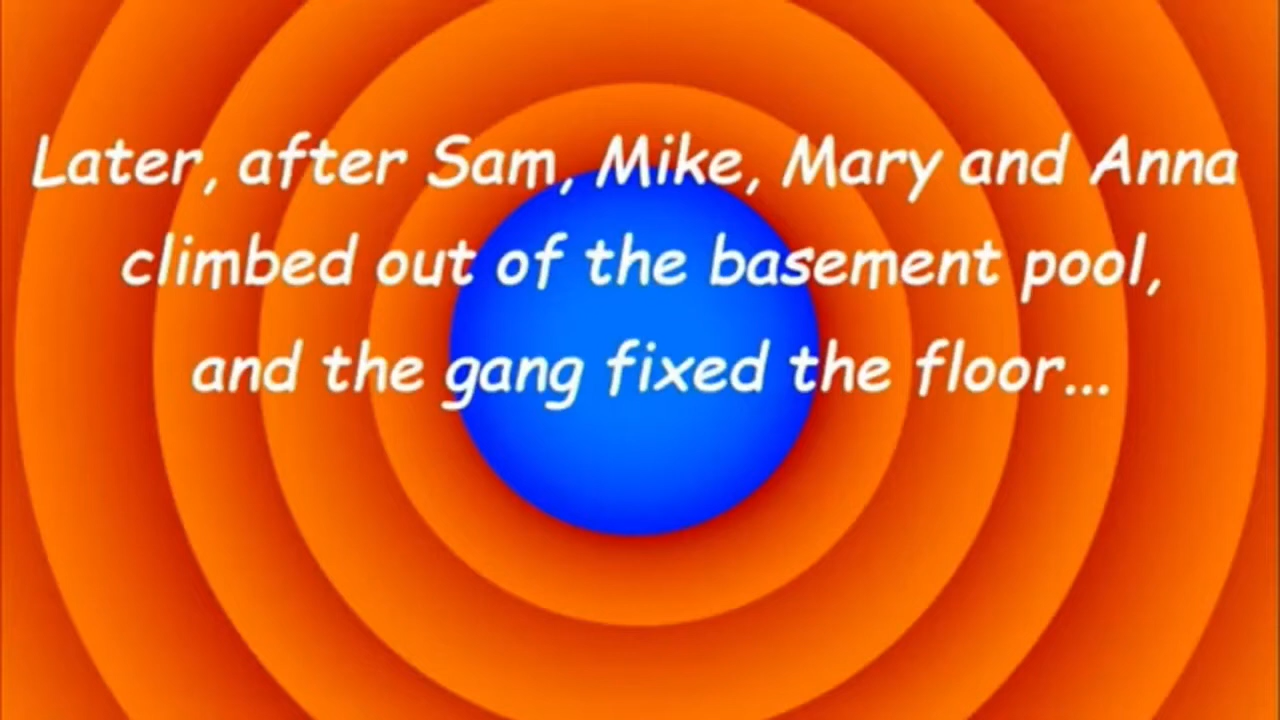 Later, after Sam, Mike, Mary and Anna
climbed out of the basement pool,
and the gang fixed the floor...